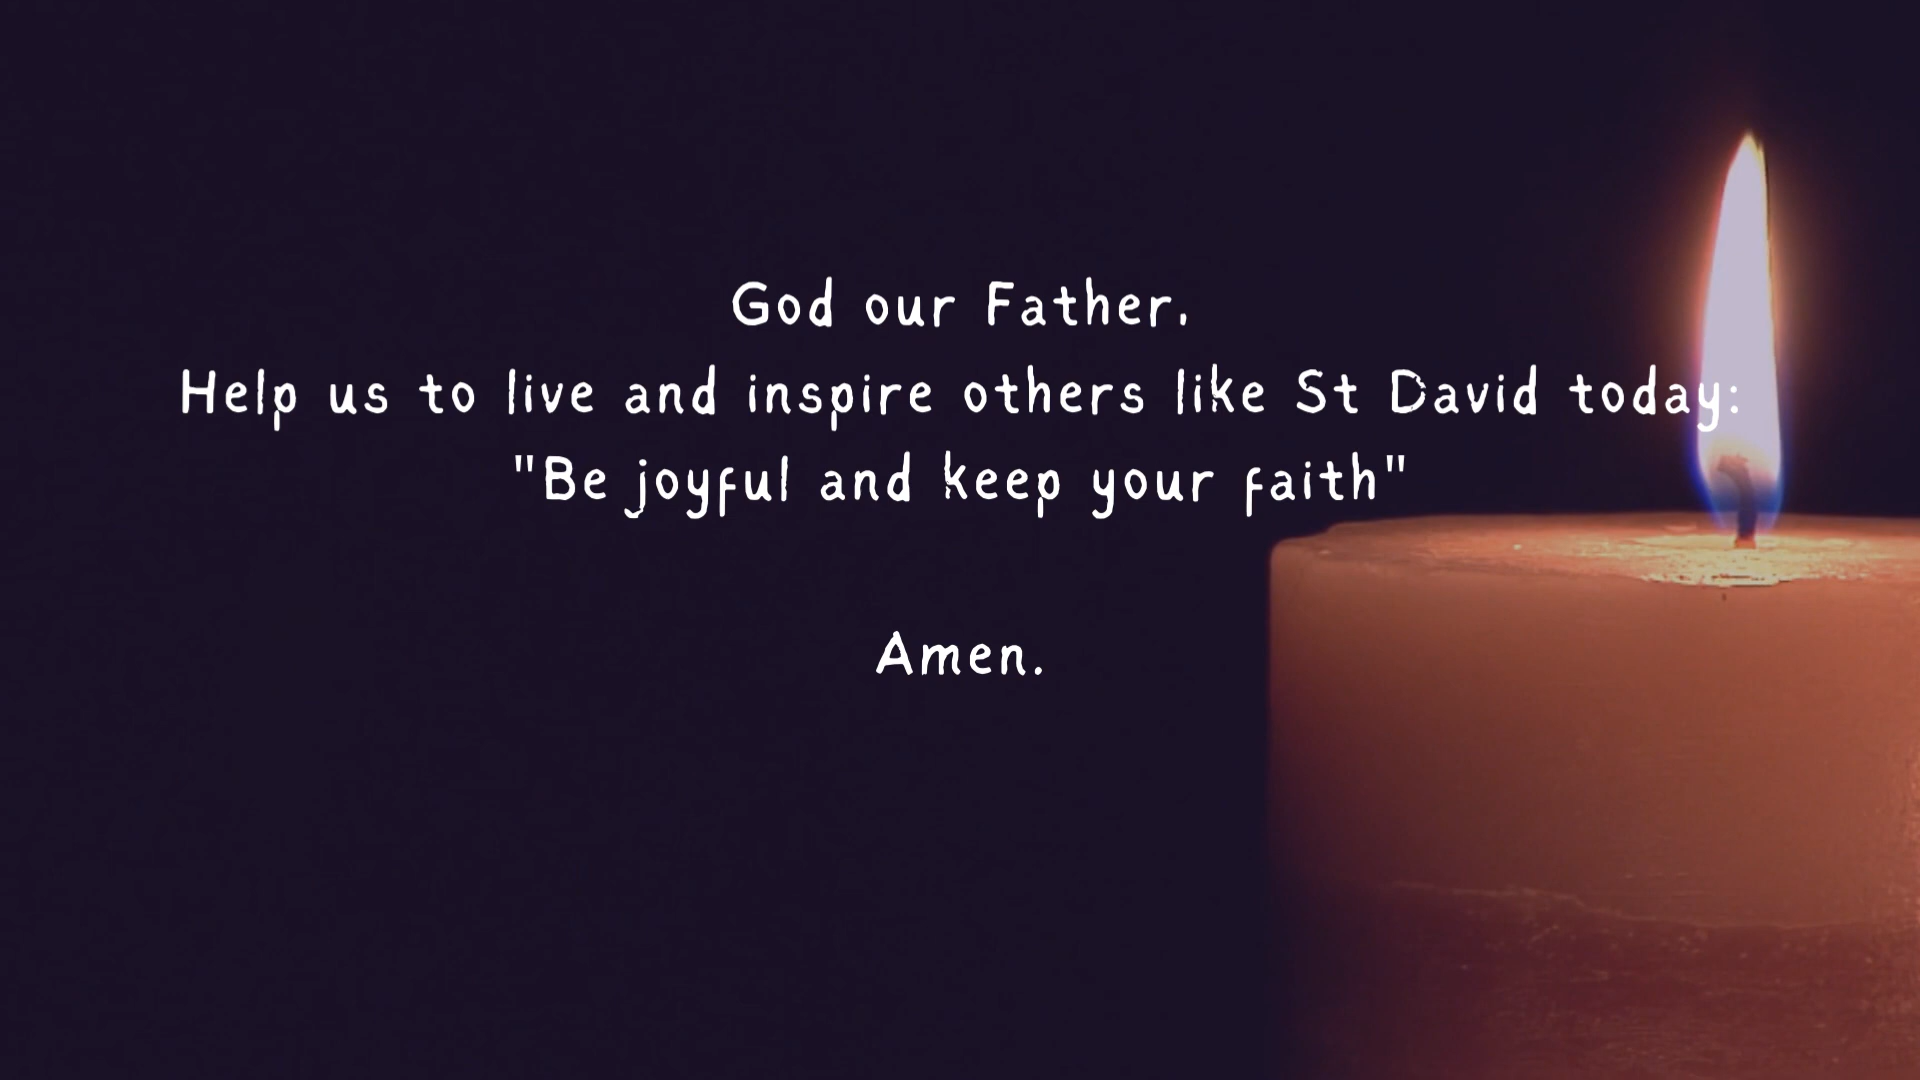 God our Father,
Help us to live and inspire others like St David today:
"Be joyful and keep your faith"
Amen.